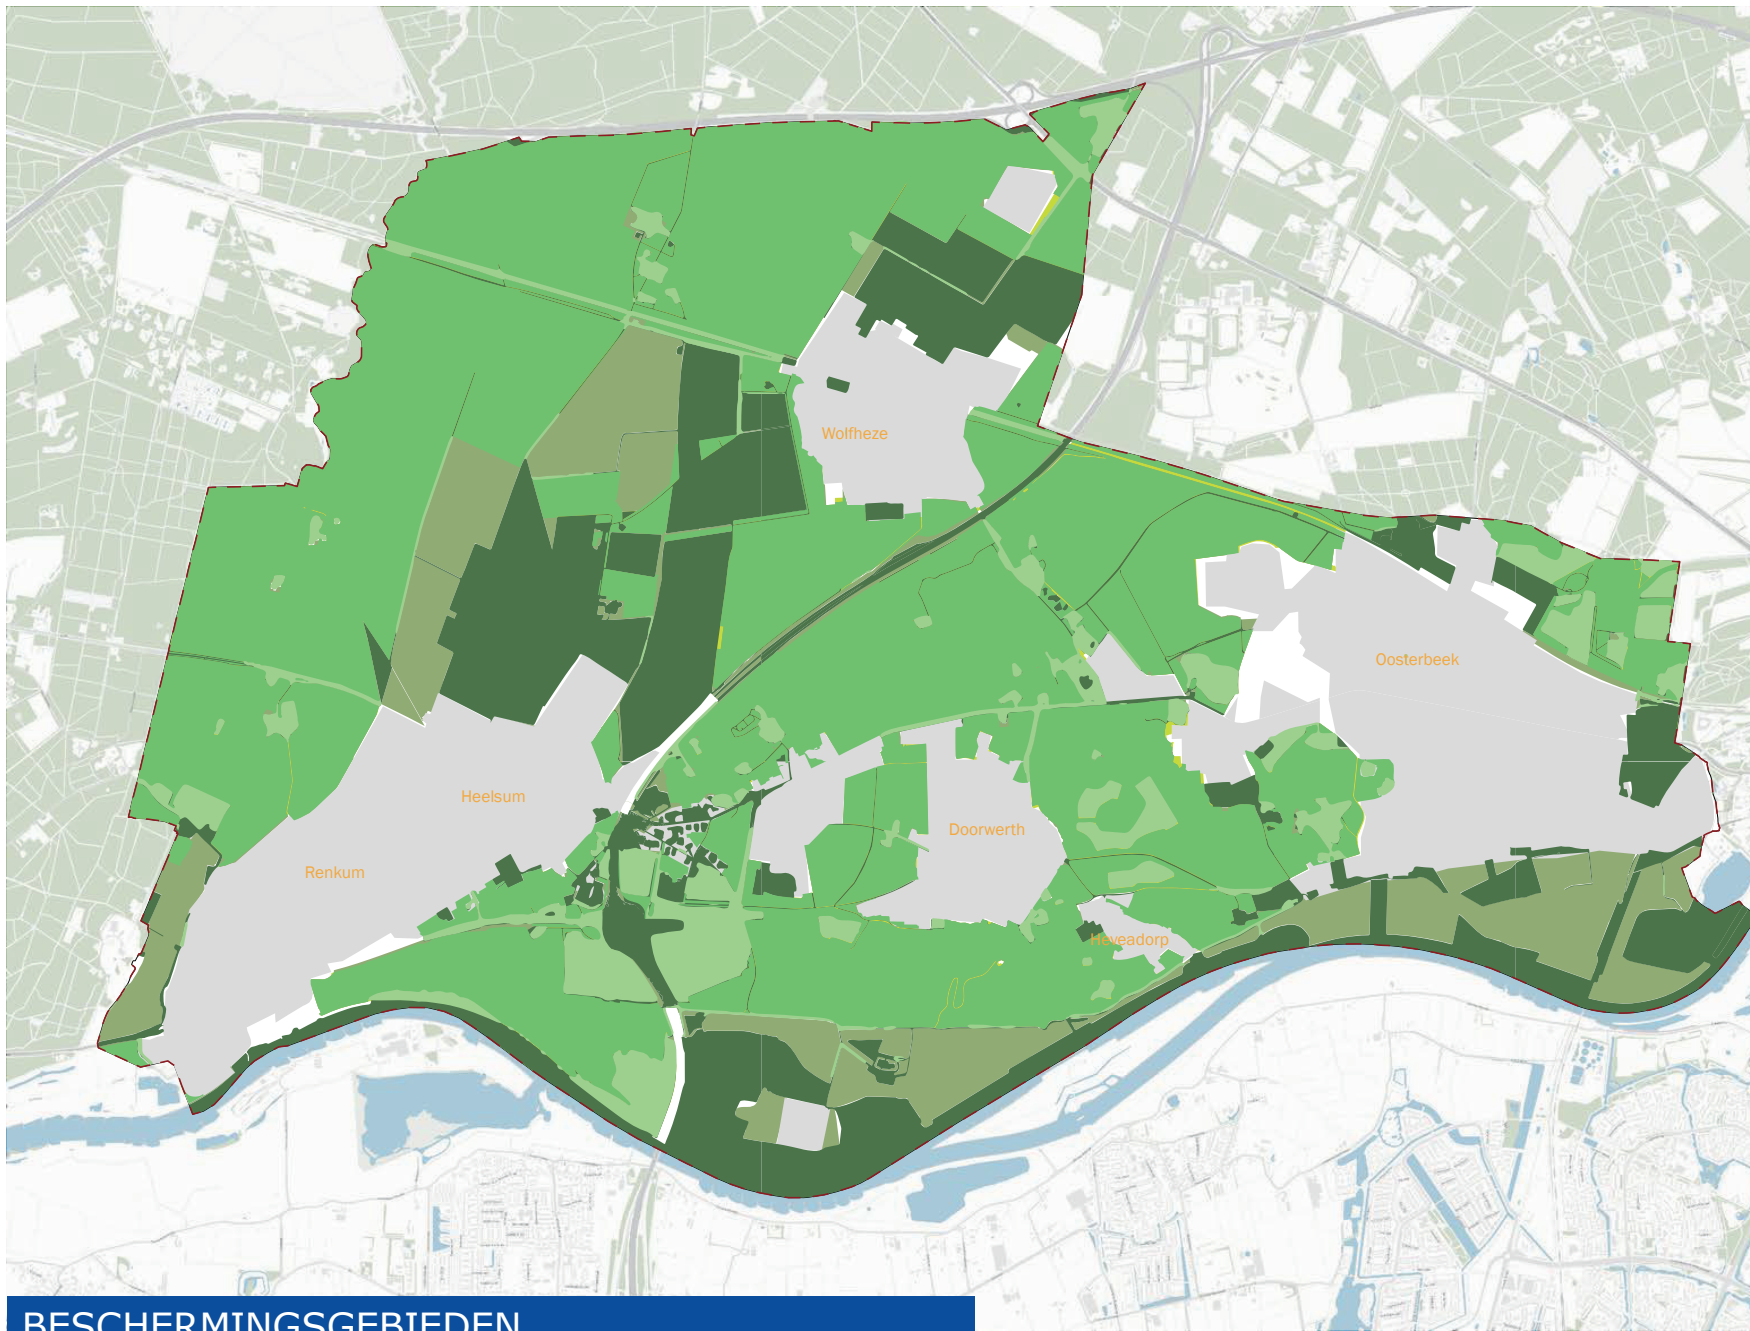 Wolfheze
Oosterbeek
Heelsum
Doorwerth
Renkum
Heveadorp
BESCHERMINGSGEBIEDEN